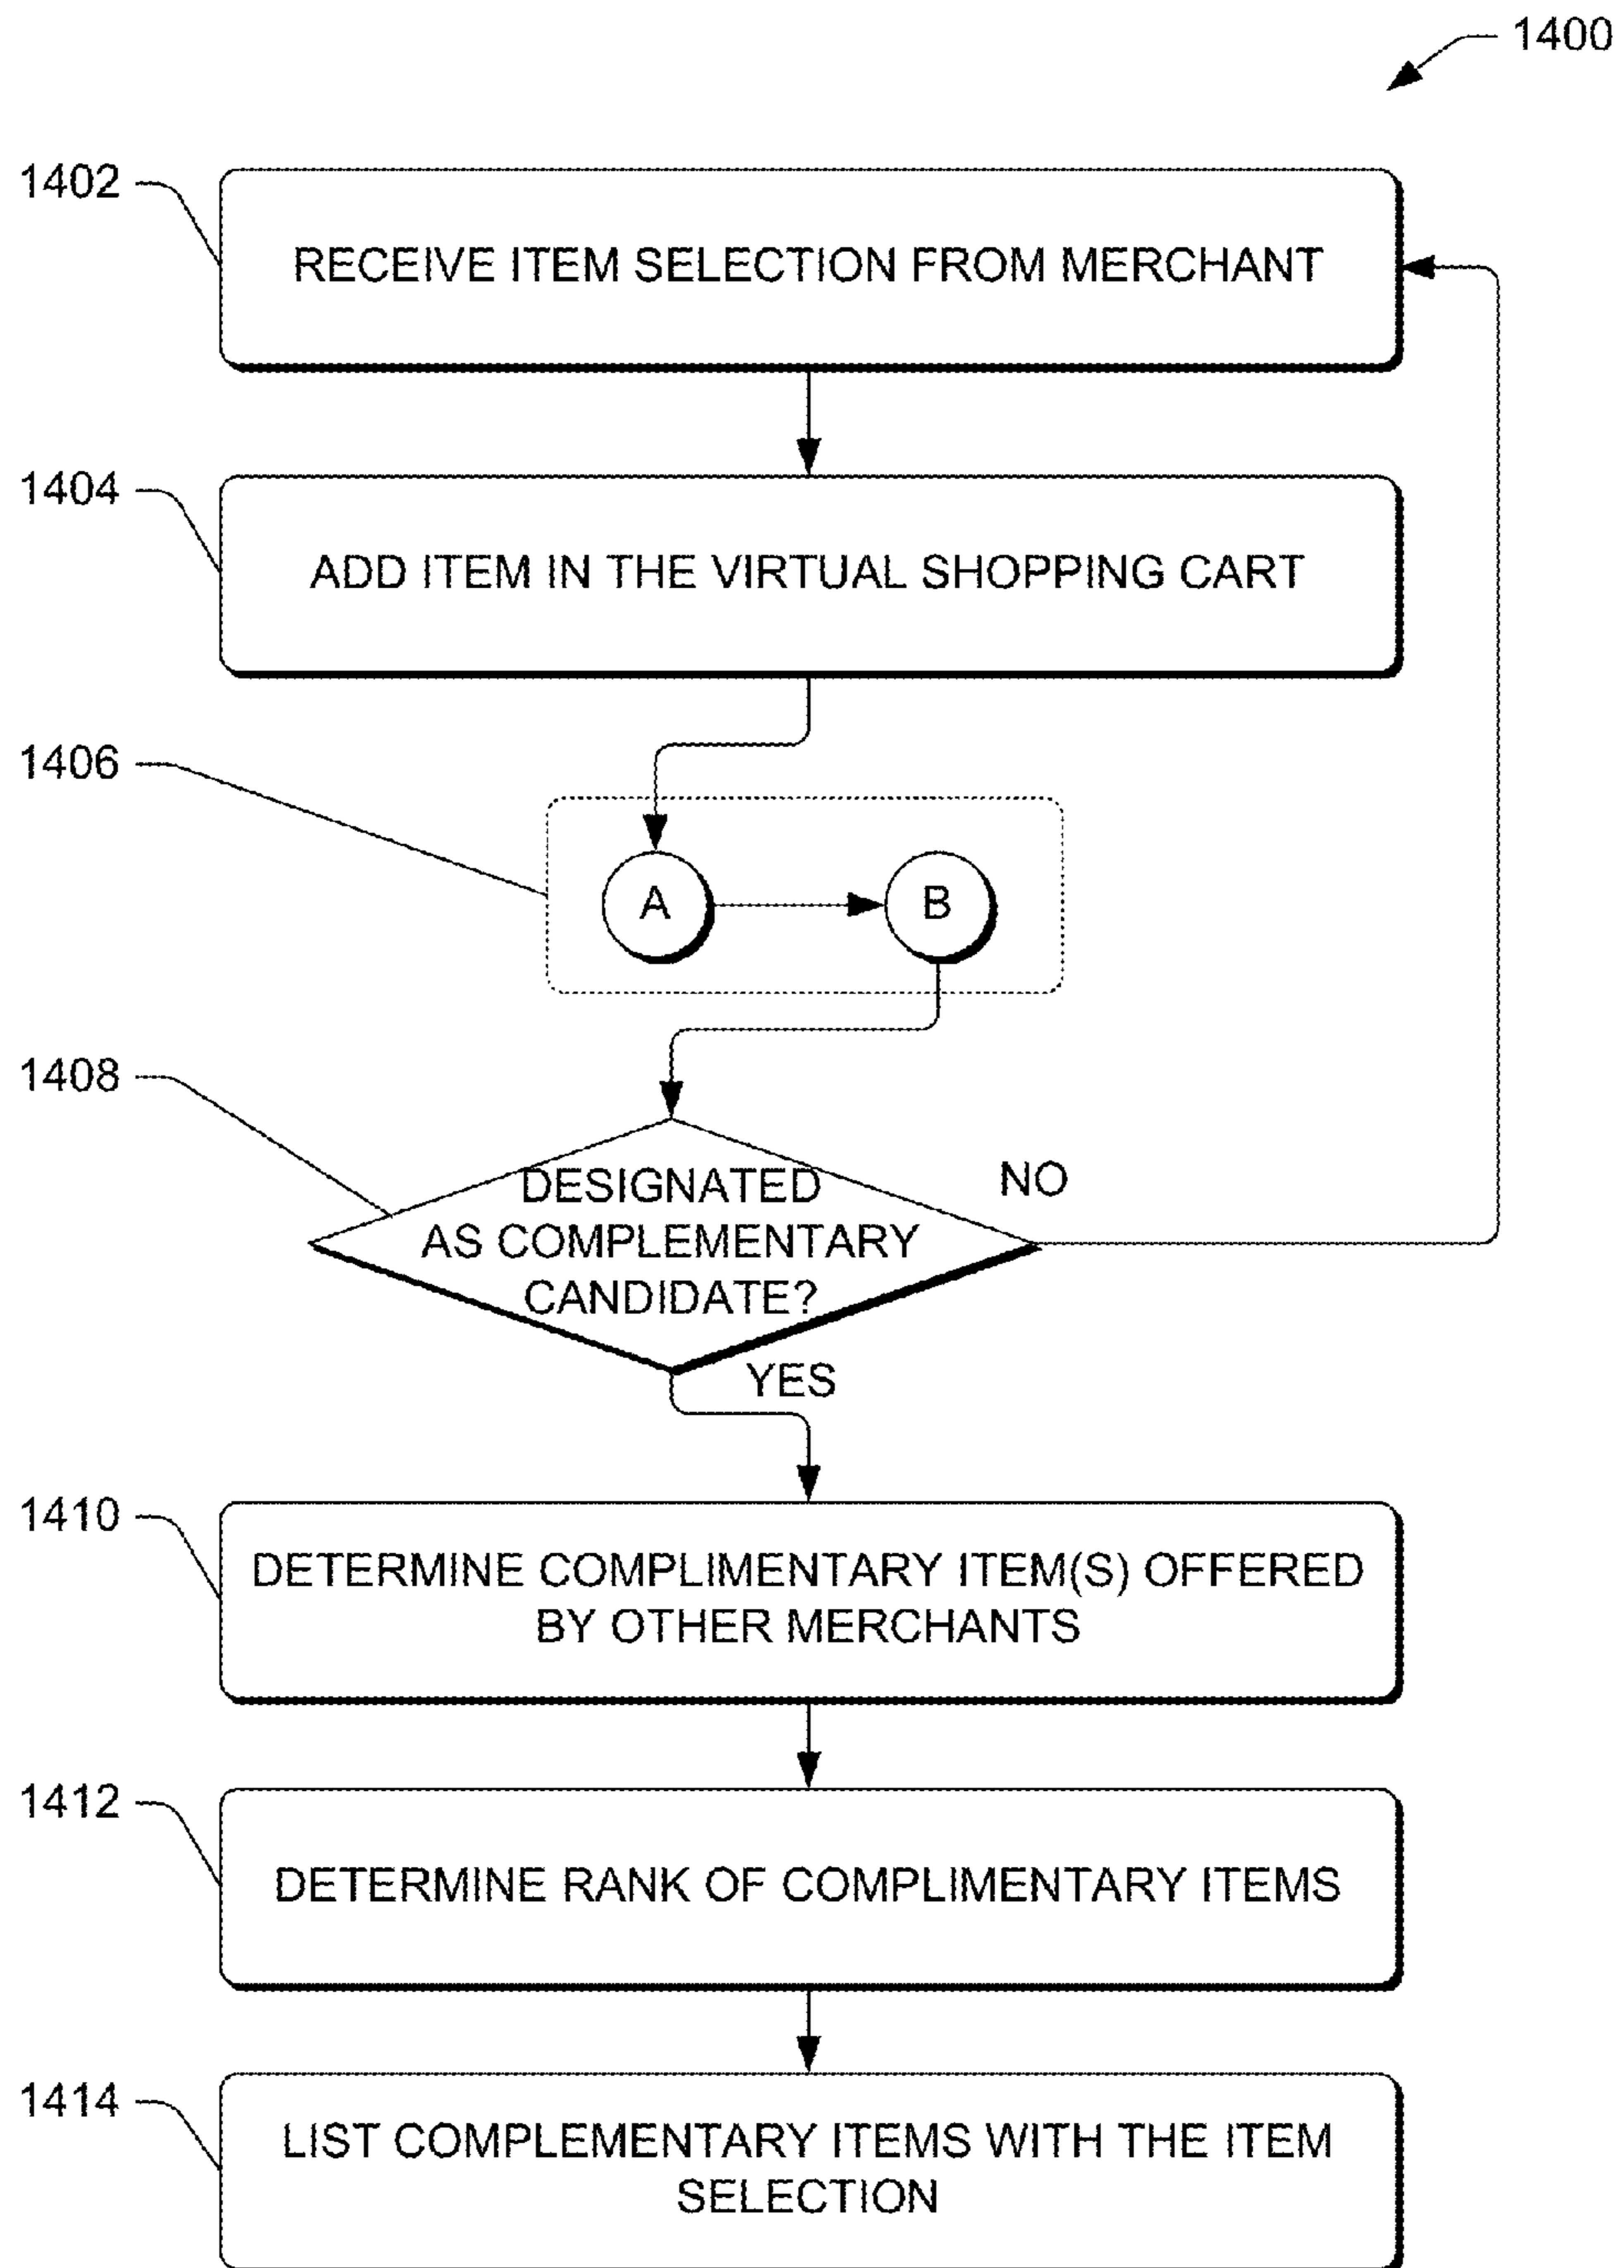 1400
1402
RECEIVE ITEM SELECTION FROM MERCHANT
1404
ADD ITEM IN THE VIRTUAL SHOPPING CART
1406
A
B
1408
DESIGNATED
AS COMPLEMENTARY
CANDIDATE?
NO
YES
1410
DETERMINE COMPLIMENTARY ITEM(S) OFFERED
BY OTHER MERCHANTS
1412
DETERMINE RANK OF COMPLIMENTARY ITEMS
1414
LIST COMPLEMENTARY ITEMS WITH THE ITEM
SELECTION